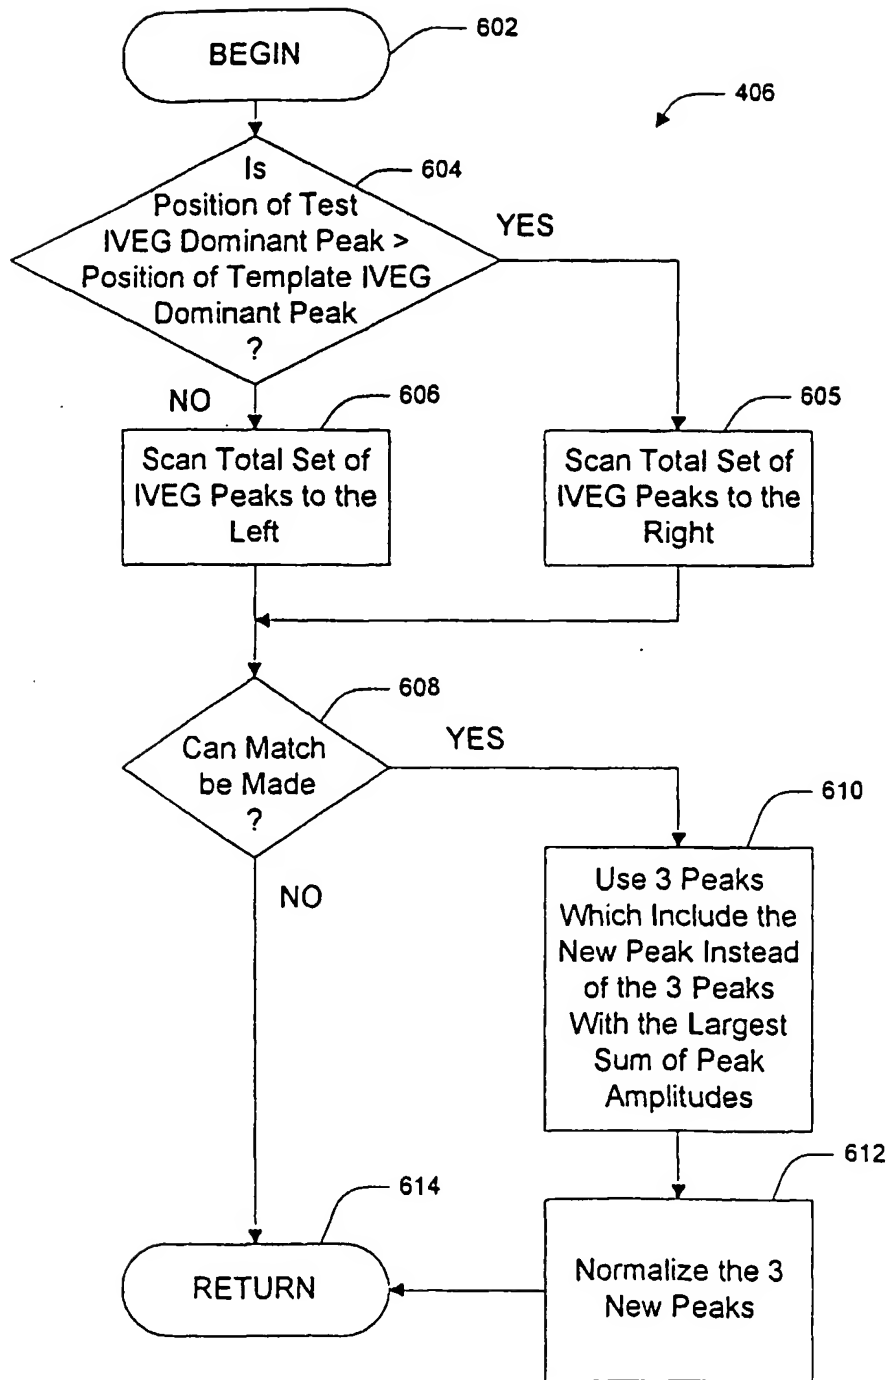 BEGIN
602
406
Is
Position of Test
IVEG Dominant Peak >
Position of Template IVEG
Dominant Peak
?
604
YES
NO
606
605
Scan Total Set of
IVEG Peaks to the
Left
Scan Total Set of
IVEG Peaks to the
Right
608
Can Match
be Made
?
YES
NO
610
Use 3 Peaks
Which Include the
New Peak Instead
of the 3 Peaks
With the Largest
Sum of Peak
Amplitudes
612
614
RETURN
Normalize the 3
New Peaks